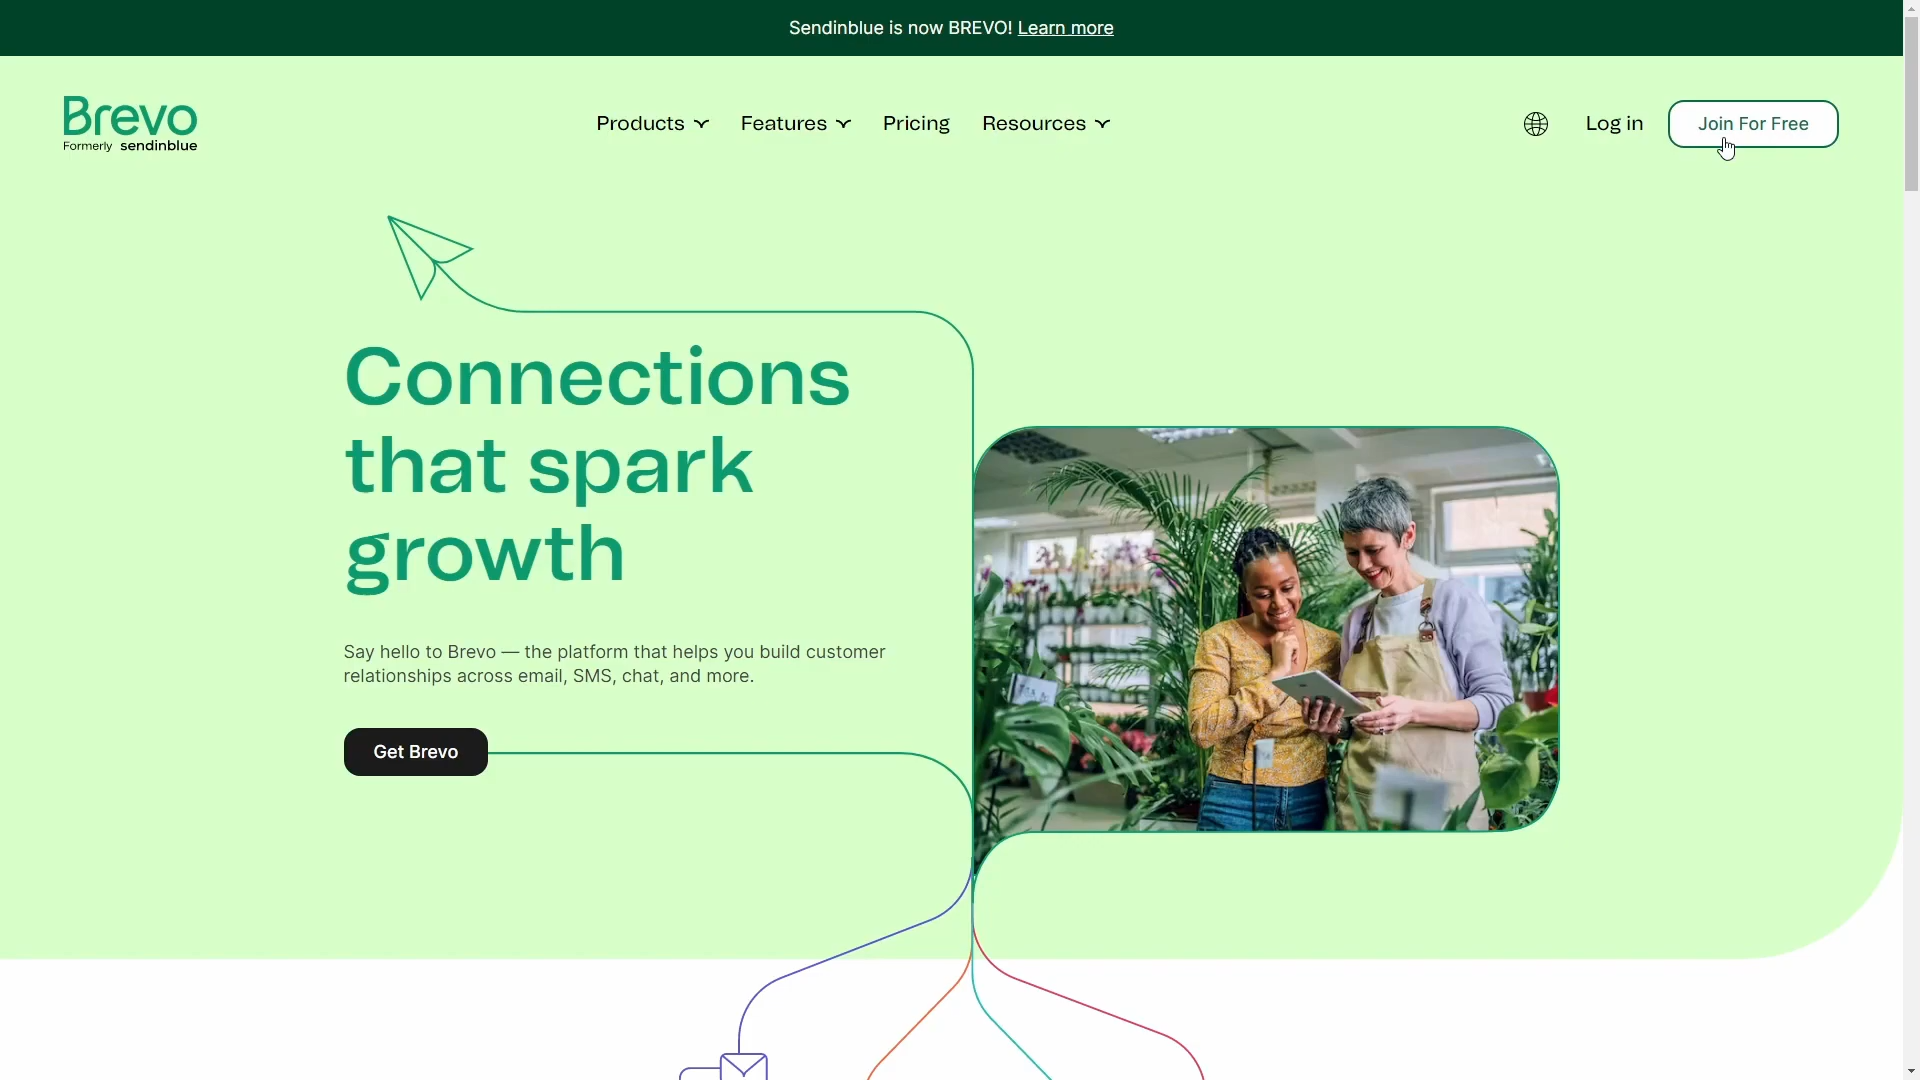 Sendinblue is now BREVO! Learn more
Brevo
Formerly sendinblue
Products
Features
Pricing
Resources
Log in
Join For Free
Connections
that spark
growth
Say hello to Brevo — the platform that helps you build customer
relationships across email, SMS, chat, and more.
Get Brevo